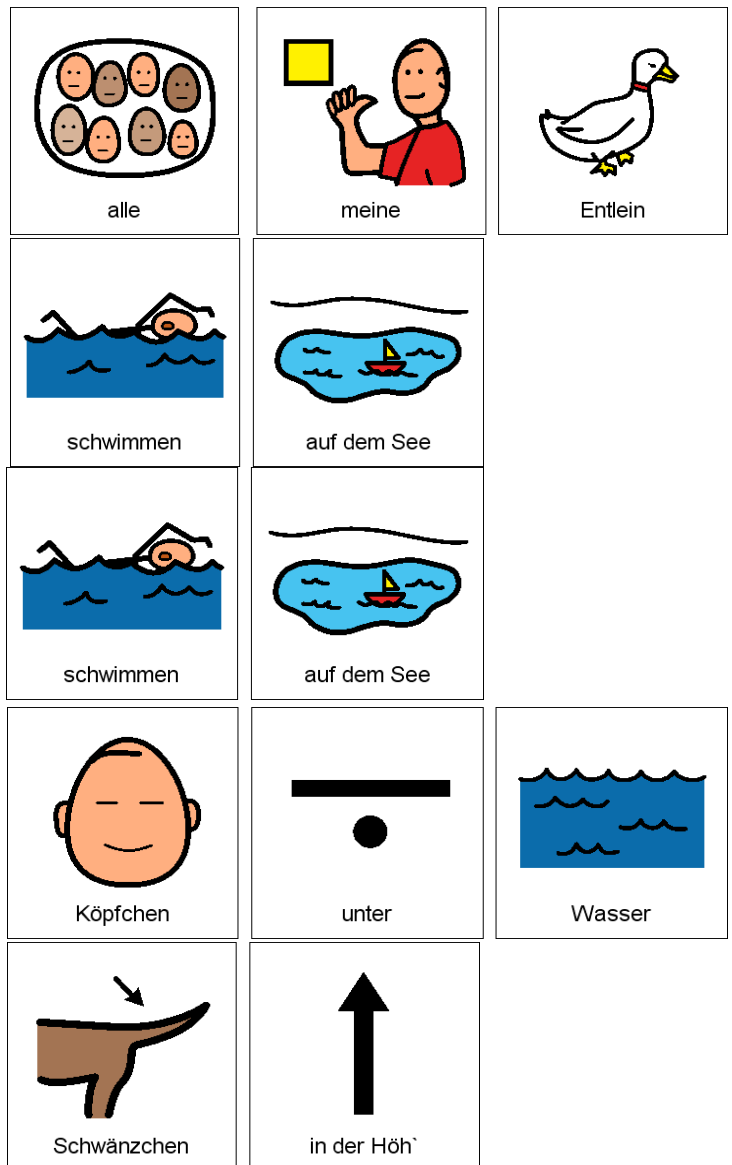 alle meine Entlein
schwimmen auf dem See
schwimmen auf dem See
Köpfchen unter Wasser
Schwänzchen in der Höh`